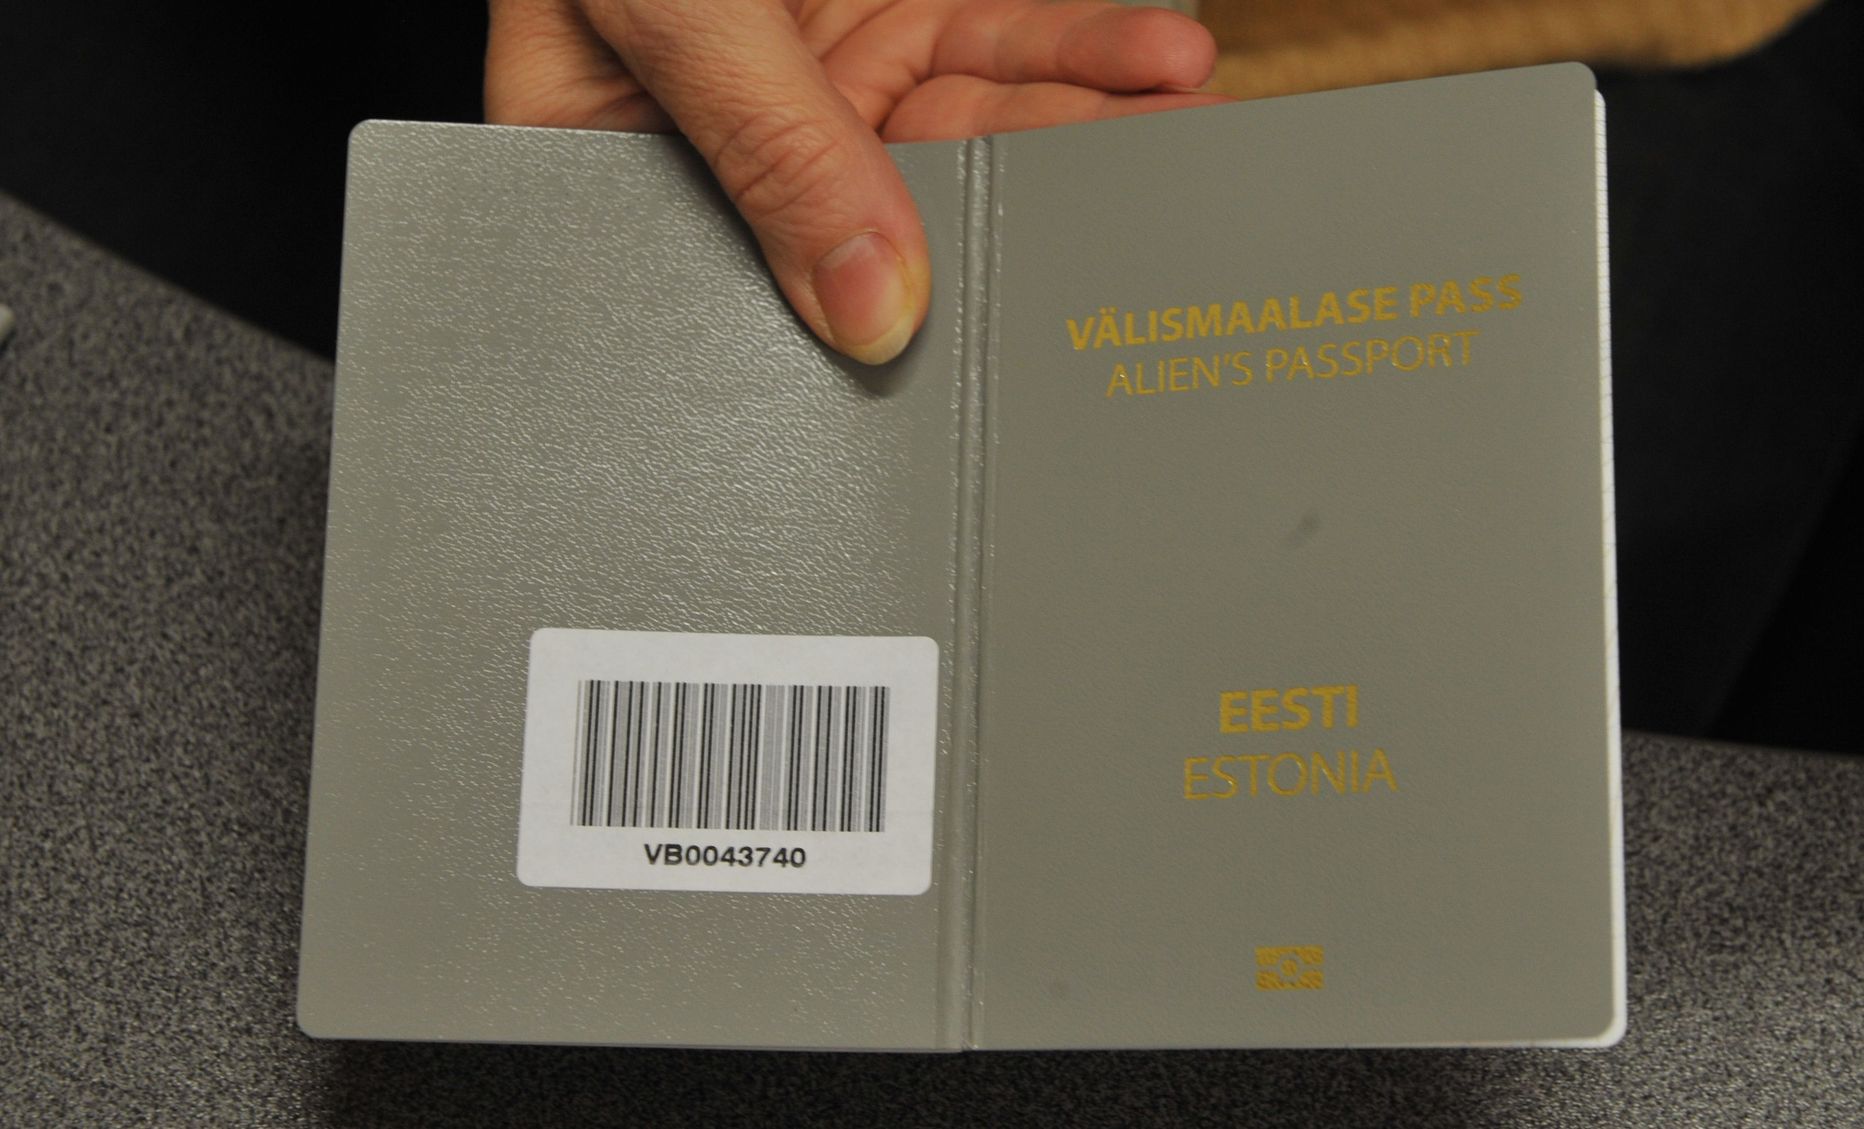 VB0043740
VÄLISMAALASE PASS
ALIEN'S PASSPORT
EESTI
ESTONIA